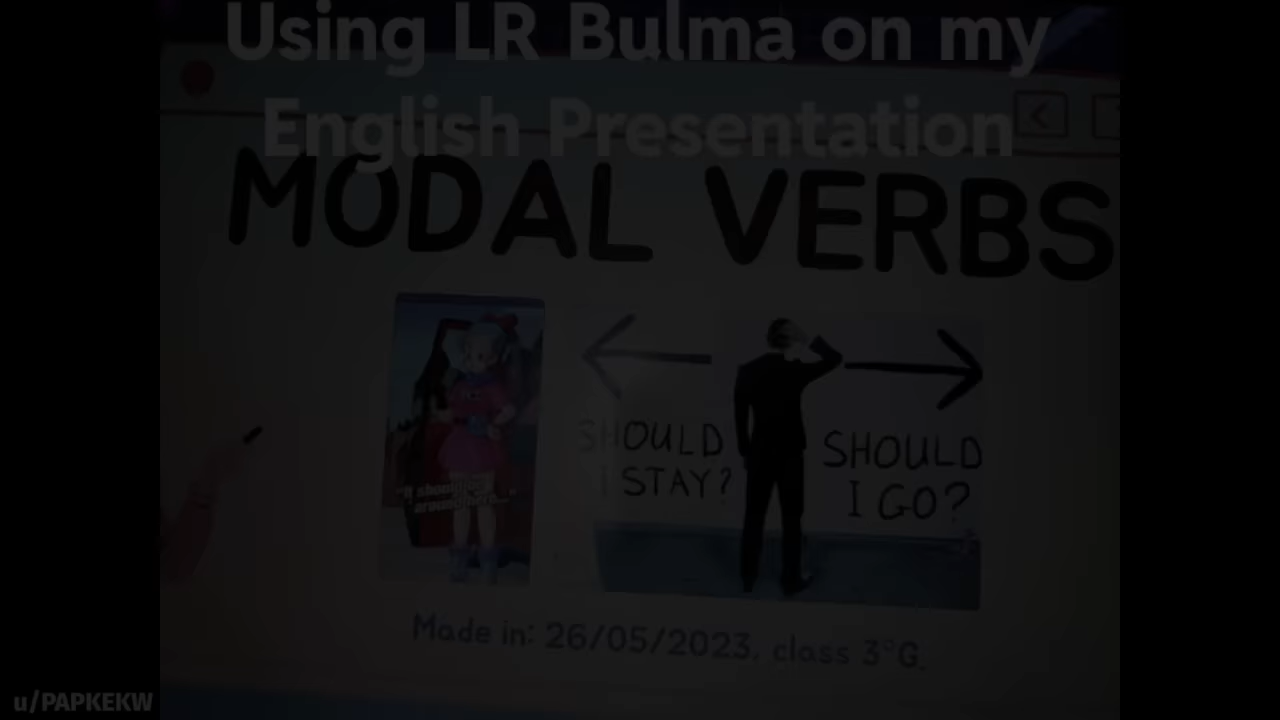 Using LR Bulma on my
English Presentation
MODAL VERBS
SHOULD
I STAY?
SHOULD
I GO?
Made in: 26/05/2023, class 3°G.
u/PAPKEKW